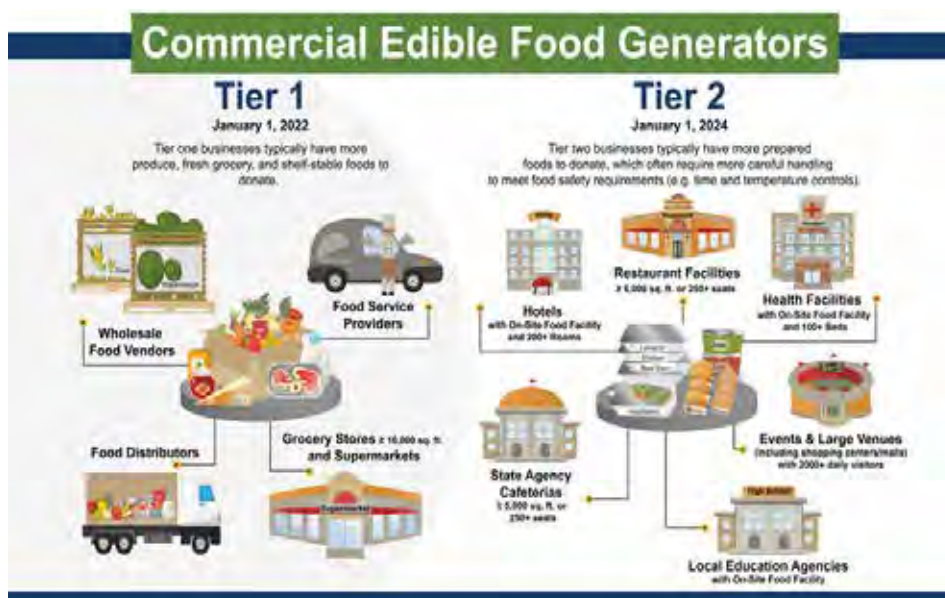 Commercial Edible Food Generators
Tier 1
January 1, 2022
Tier one businesses typically have more
produce, fresh grocery, and shelf-stable foods to
donate.
Wholesale
Food Vendors
Food Service
Providers
Food Distributors
Grocery Stores ≥ 10,000 sq. ft.
and Supermarkets
Supermarket
Tier 2
January 1, 2024
Tier two businesses typically have more prepared
foods to donate, which often require more careful handling
to meet food safety requirements (e.g. time and temperature controls).
Hotels
with On-Site Food Facility
and 200+ Rooms
Restaurant Facilities
≥ 5,000 sq. ft. or 250+ seats
Health Facilities
with On-Site Food Facility
and 100+ Beds
State Agency
Cafeterias
≥ 5,000 sq. ft. or
250+ seats
Events & Large Venues
(including shopping centers/malls)
with 2000+ daily visitors
High School
Local Education Agencies
with On-Site Food Facility